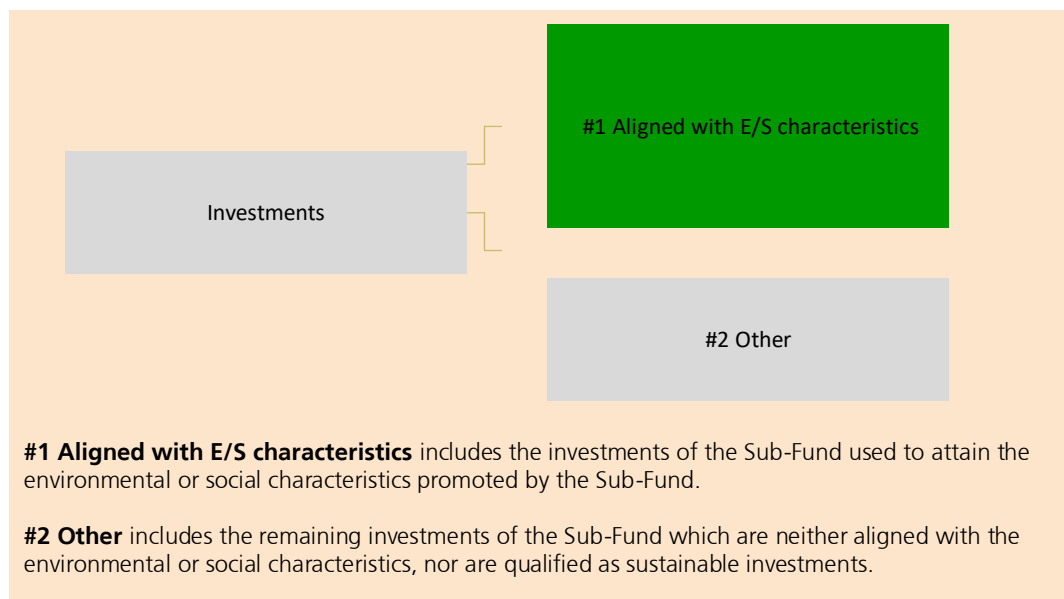 #1 Aligned with E/S characteristics
Investments
#2 Other
#1 Aligned with E/S characteristics includes the investments of the Sub-Fund used to attain the
environmental or social characteristics promoted by the Sub-Fund.
#2 Other includes the remaining investments of the Sub-Fund which are neither aligned with the
environmental or social characteristics, nor are qualified as sustainable investments.